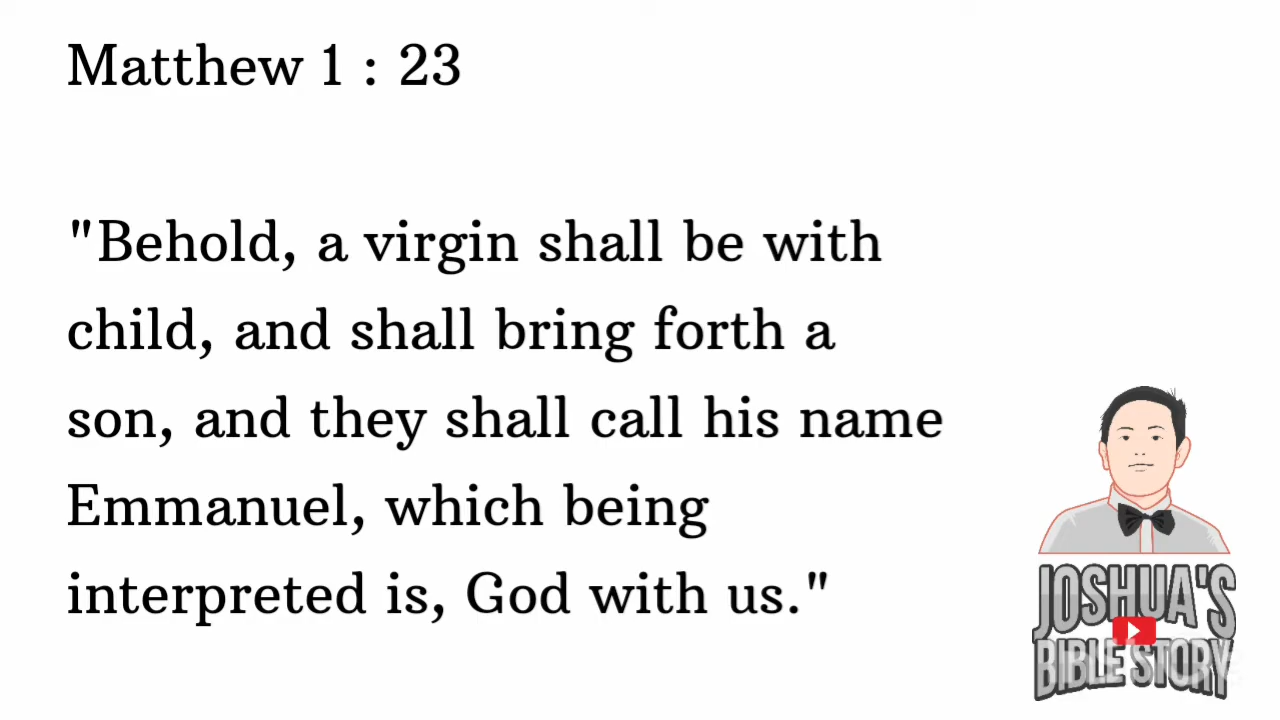 Matthew 1 : 23
"Behold, a virgin shall be with
child, and shall bring forth a
son, and they shall call his name
Emmanuel, which being
interpreted is, God with us."
JOSHUA'S
BIBLE STORY